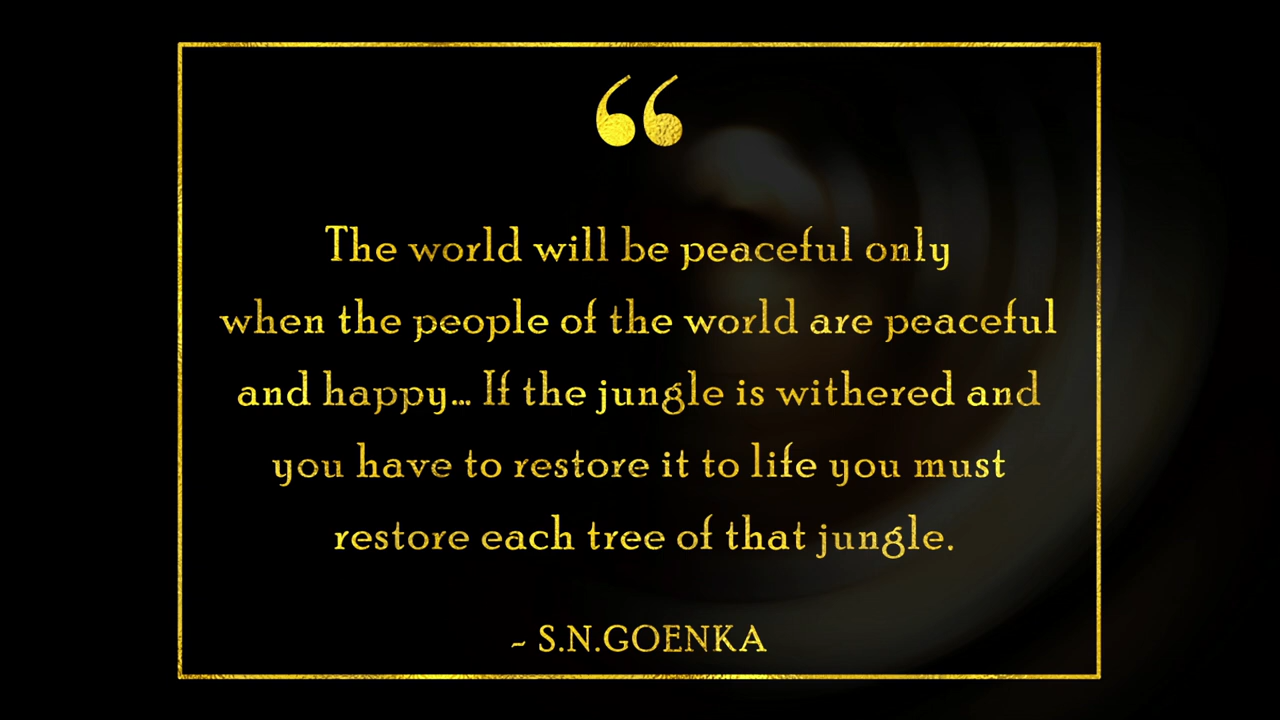 “
The world will be peaceful only
when the people of the world are peaceful
and happy... If the jungle is withered and
you have to restore it to life you must
restore each tree of that jungle.
~ S.N.GOENKA